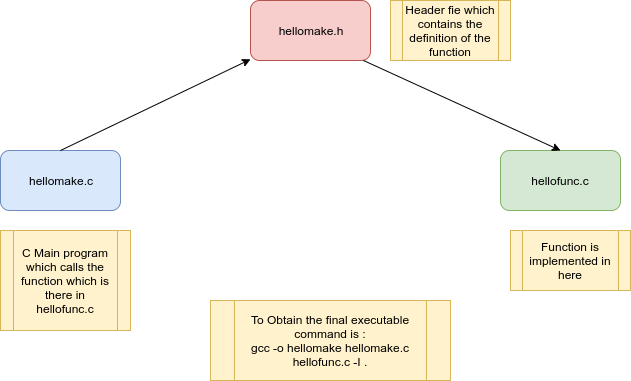 hellomake.h
Header fie which
contains the
definition of the
function
hellomake.c
hellofunc.c
C Main program
which calls the
function which is
there in
hellofunc.c
Function is
implemented in
here
To Obtain the final executable
command is :
gcc -o hellomake hellomake.c
hellofunc.c -I .